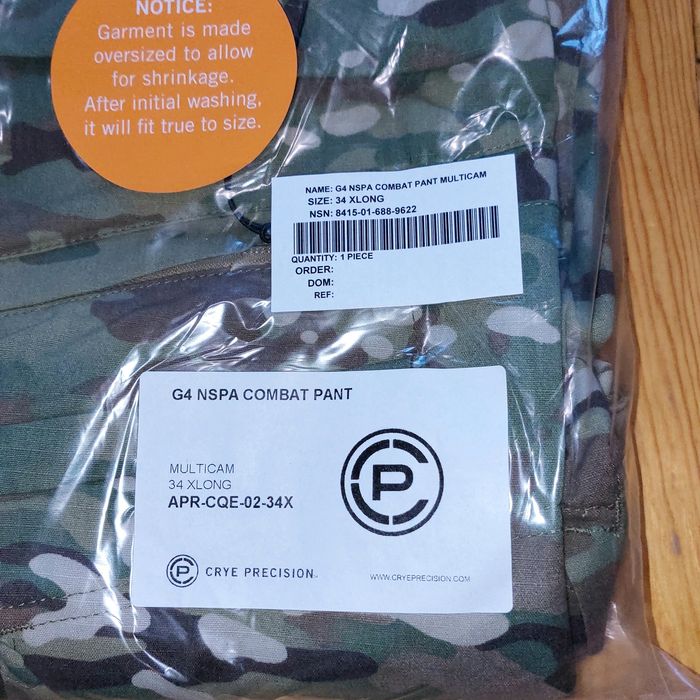 NOTICE:
Garment is made
oversized to allow
for shrinkage.
After initial washing,
it will fit true to size.
NAME: G4 NSPA COMBAT PANT MULTICAM
SIZE: 34 XLONG
NSN: 8415-01-688-9622
QUANTITY: 1 PIECE
ORDER:
DOM:
REF:
G4 NSPA COMBAT PANT
MULTICAM
34 XLONG
APR-CQE-02-34X
P
P CRYE PRECISION
WWW.CRYEPRECISION.COM